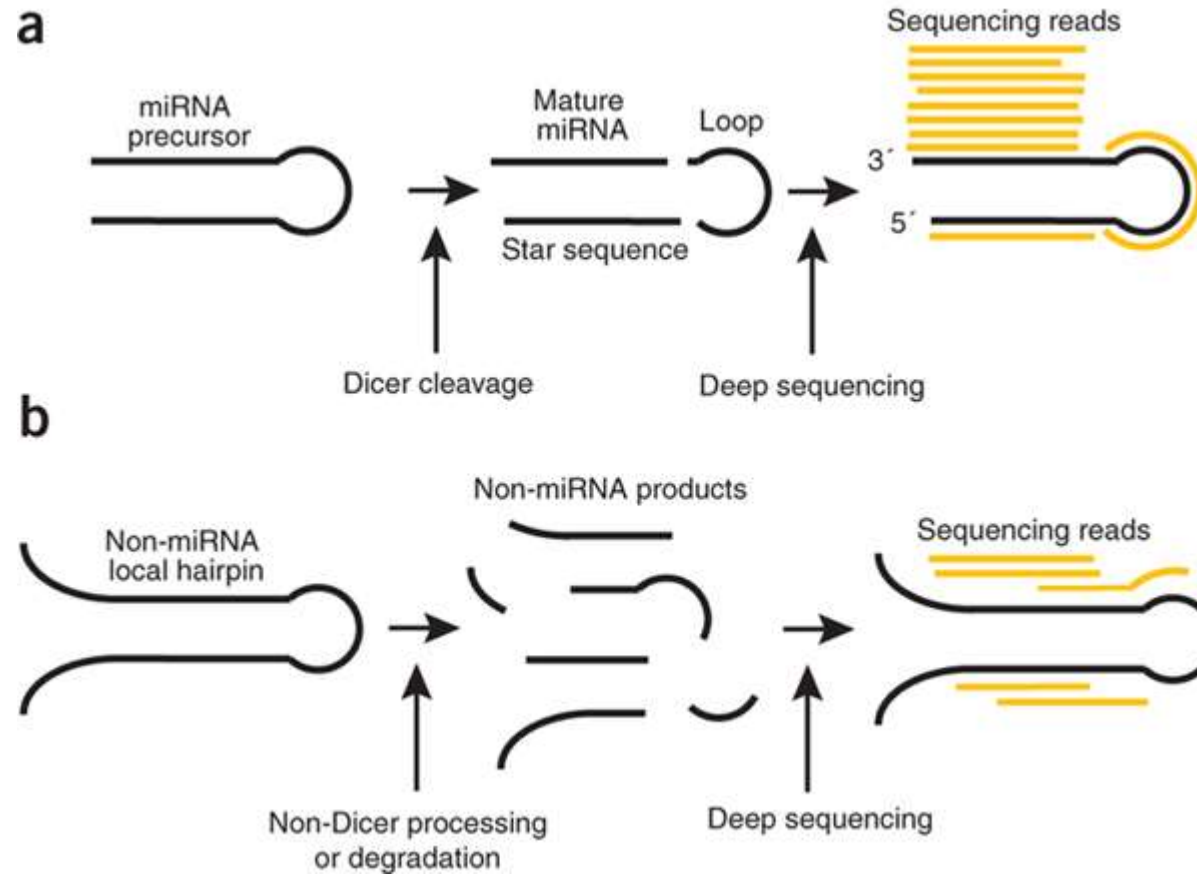 a
Sequencing reads
miRNA
precursor
Mature
miRNA
Loop
3´
5´
Star sequence
Dicer cleavage
Deep sequencing
b
Non-miRNA products
Non-miRNA
local hairpin
Sequencing reads
Non-Dicer processing
or degradation
Deep sequencing